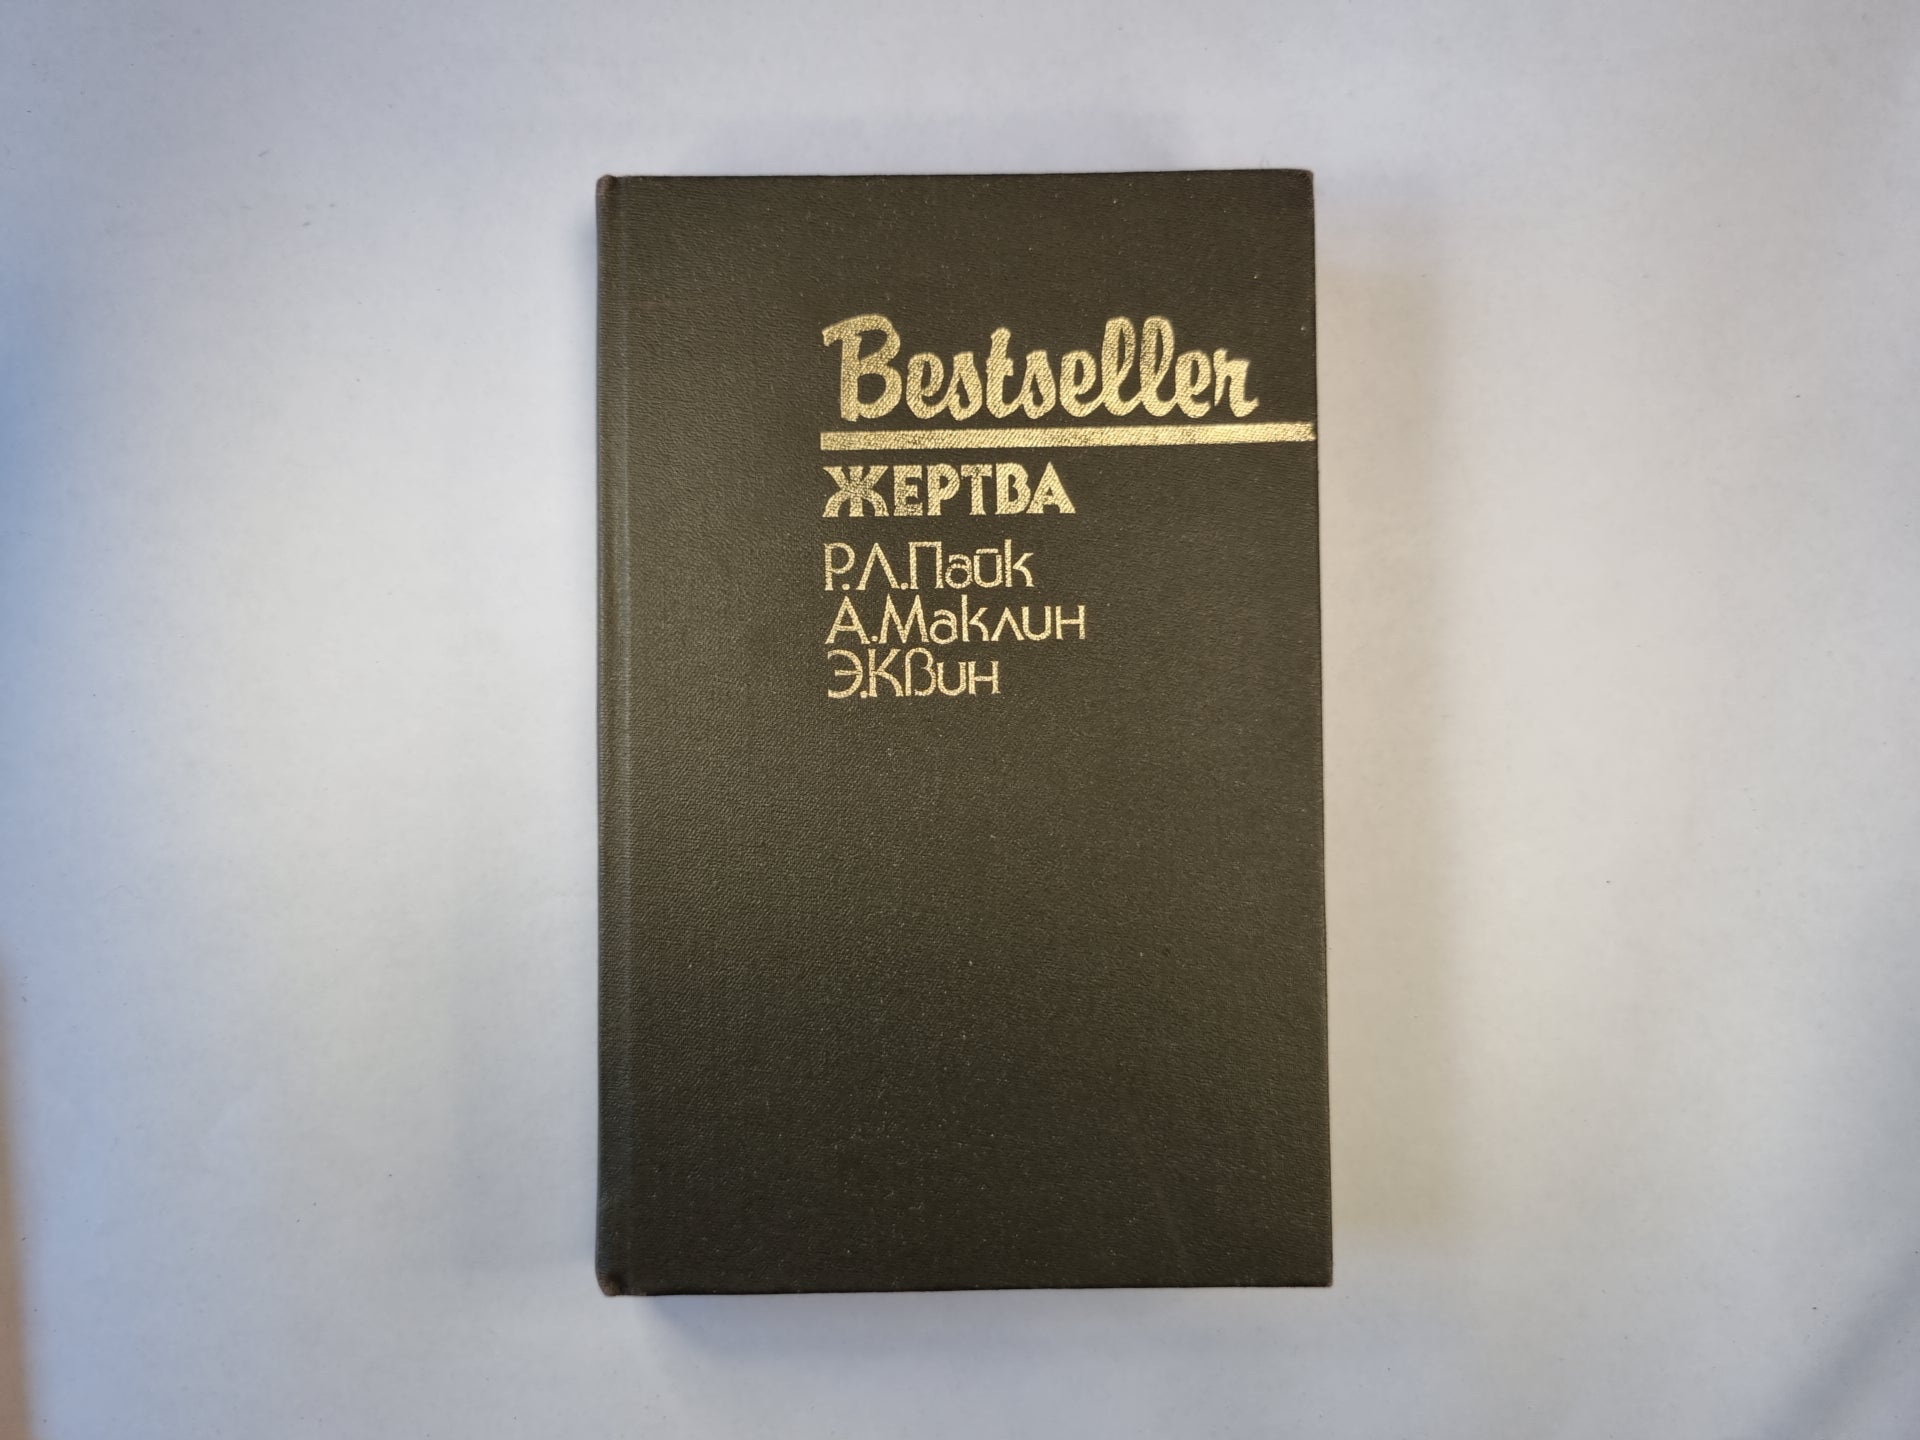 Bestseller
ЖЕРТВА
Р.Л.Пайк
А.Маклин
Э.Квин